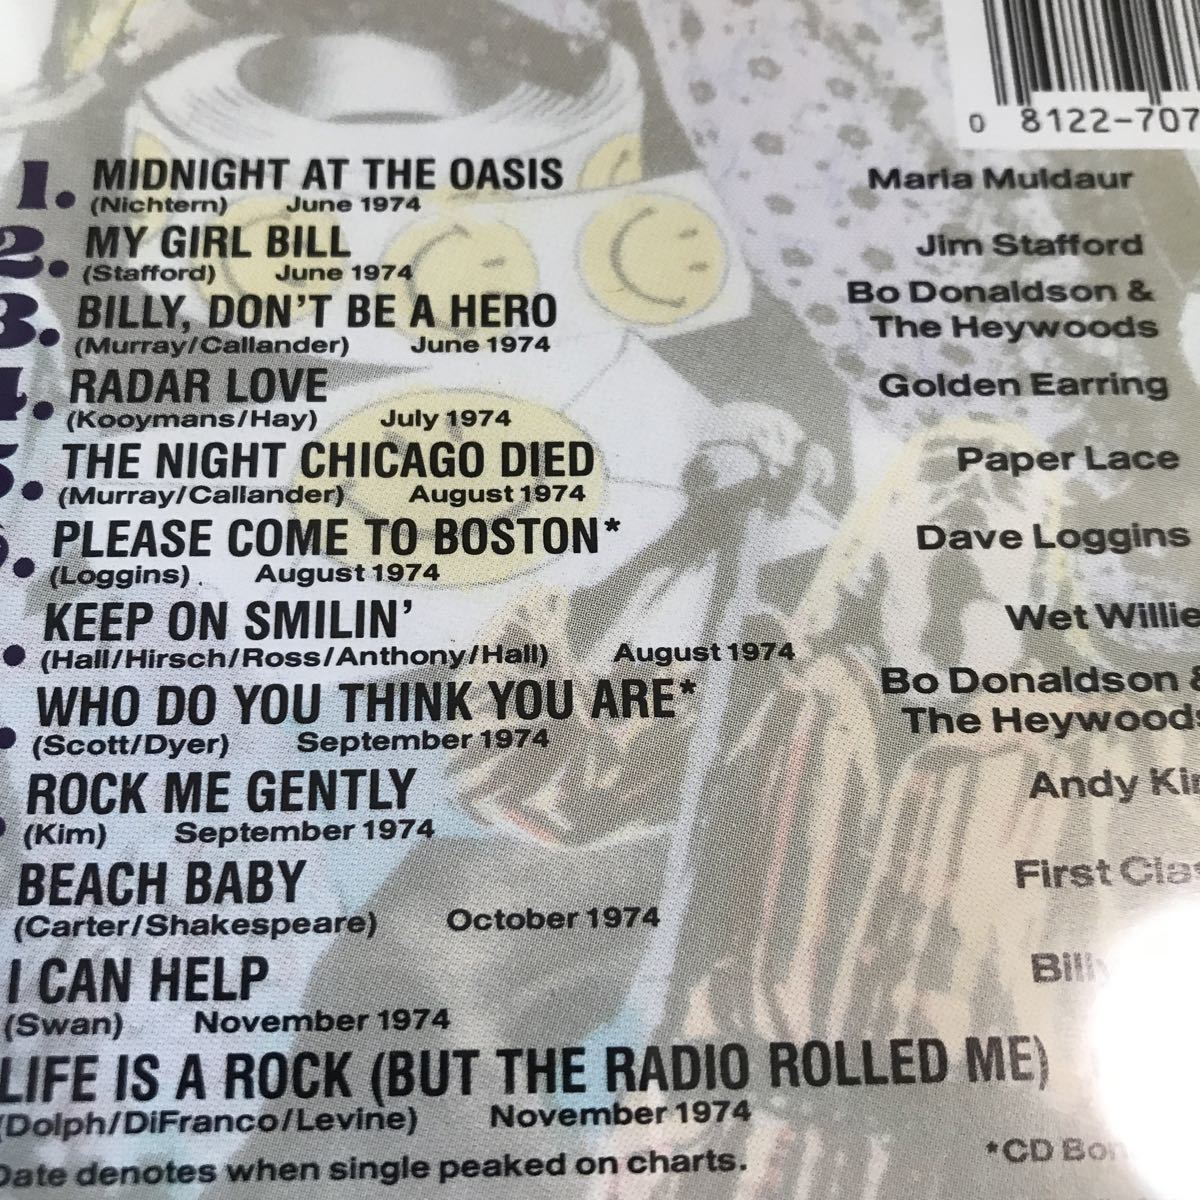 0 8122-707
1. MIDNIGHT AT THE OASIS Maria Muldaur
(Nichtern) June 1974
2. MY GIRL BILL Jim Stafford
(Stafford) June 1974
3. BILLY, DON'T BE A HERO Bo Donaldson &
The Heywoods
(Murray/Callander) June 1974
4. RADAR LOVE Golden Earring
(Kooymans/Hay) July 1974
5. THE NIGHT CHICAGO DIED Paper Lace
(Murray/Callander) August 1974
6. PLEASE COME TO BOSTON* Dave Loggins
(Loggins) August 1974
KEEP ON SMILIN' Wet Willie
(Hall/Hirsch/Ross/Anthony/Hall) August 1974
WHO DO YOU THINK YOU ARE* Bo Donaldson &
The Heywoods
(Scott/Dyer) September 1974
ROCK ME GENTLY Andy
(Kim) September 1974
BEACH BABY First
(Carter/Shakespeare) October 1974
I CAN HELP
(Swan) November 1974
LIFE IS A ROCK (BUT THE RADIO ROLLED ME)
(Dolph/DiFranco/Levine) November 1974
Date denotes when single peaked on charts.
*CD